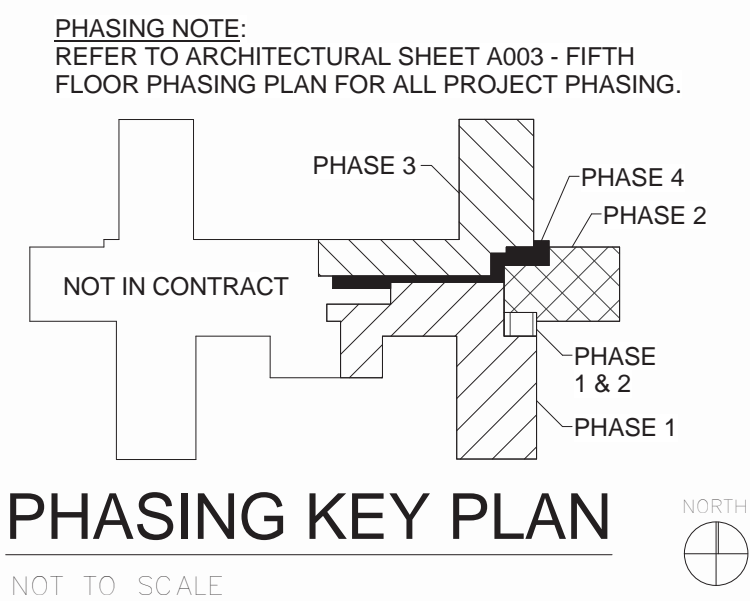 PHASING NOTE:
REFER TO ARCHITECTURAL SHEET A003 - FIFTH
FLOOR PHASING PLAN FOR ALL PROJECT PHASING.
PHASE 3
PHASE 4
PHASE 2
NOT IN CONTRACT
PHASE
1 & 2
PHASE 1
PHASING KEY PLAN
NORTH
NOT TO SCALE